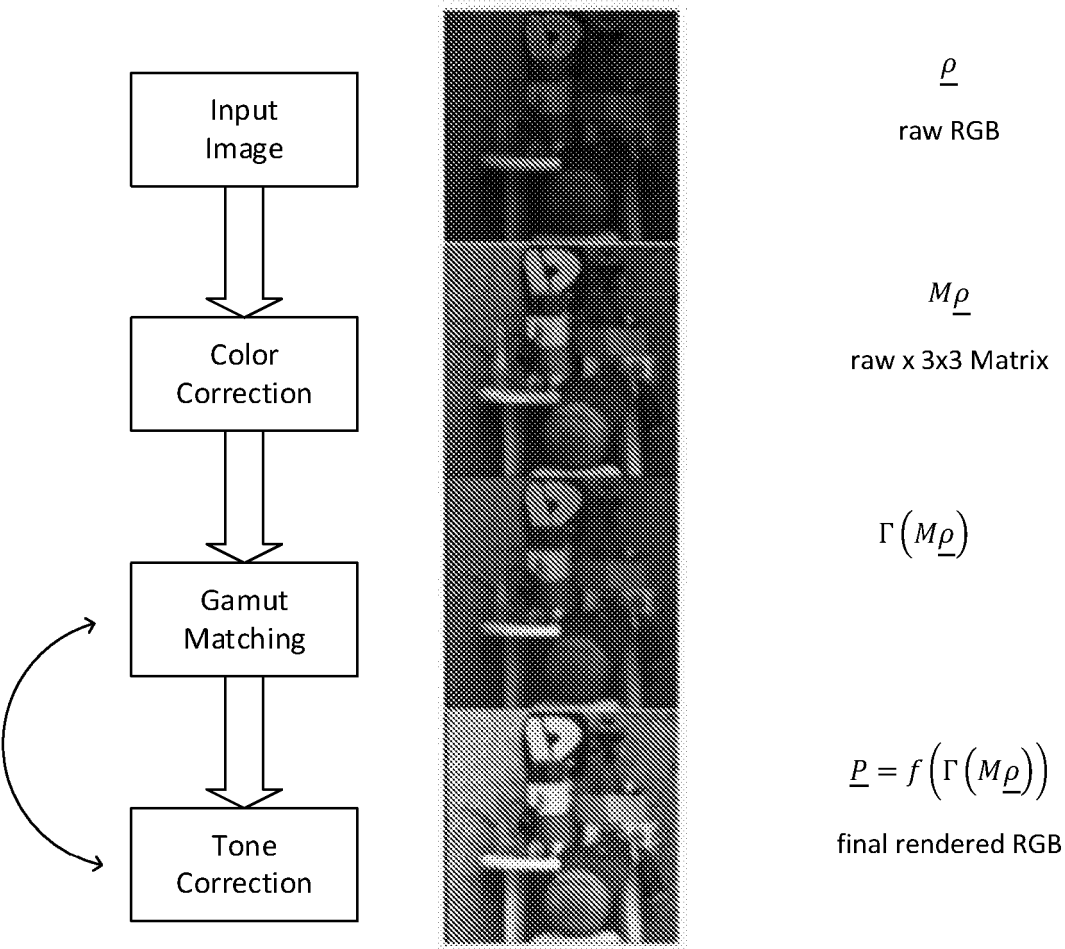 Input
Image
ρ
raw RGB
Color
Correction
Mρ
raw x 3x3 Matrix
Gamut
Matching
Γ(Mρ)
Tone
Correction
P = f(Γ(Mρ))
final rendered RGB